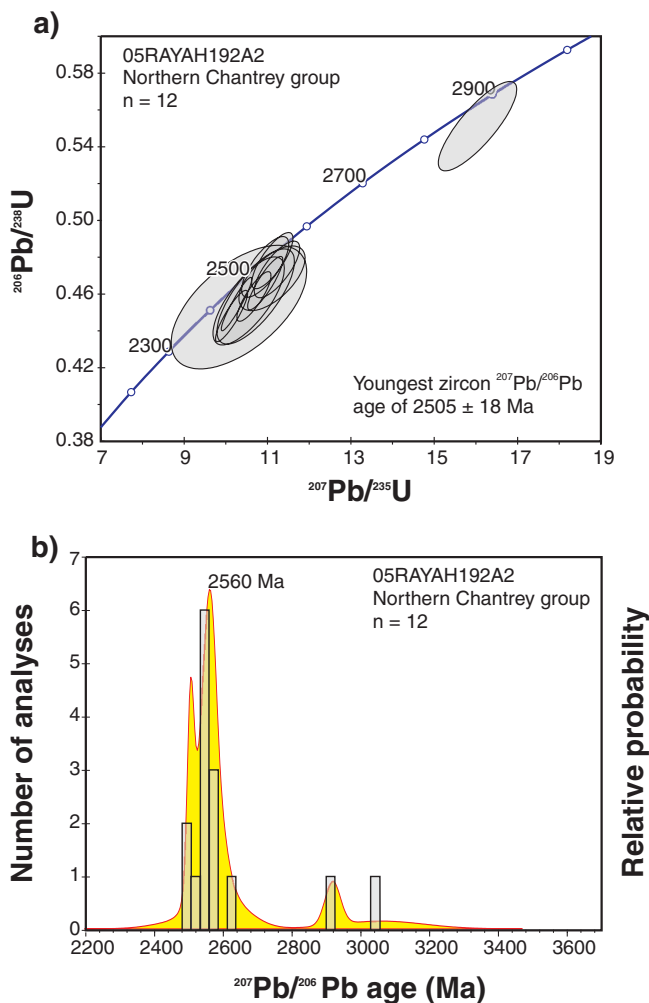 a)
05RAYAH192A2
Northern Chantrey group
n = 12
0.58
0.54
0.50
0.46
0.42
0.38
2900
2700
2500
2300
Youngest zircon ²⁰⁷Pb/²⁰⁶Pb
age of 2505 ± 18 Ma
7 9 11 13 15 17 19
²⁰⁶Pb/²³⁸U
²⁰⁷Pb/²³⁵U
b)
2560 Ma
05RAYAH192A2
Northern Chantrey group
n = 12
7
6
5
4
3
2
1
0
2200 2400 2600 2800 3000 3200 3400 3600
Number of analyses
Relative probability
²⁰⁷Pb/²⁰⁶ Pb age (Ma)